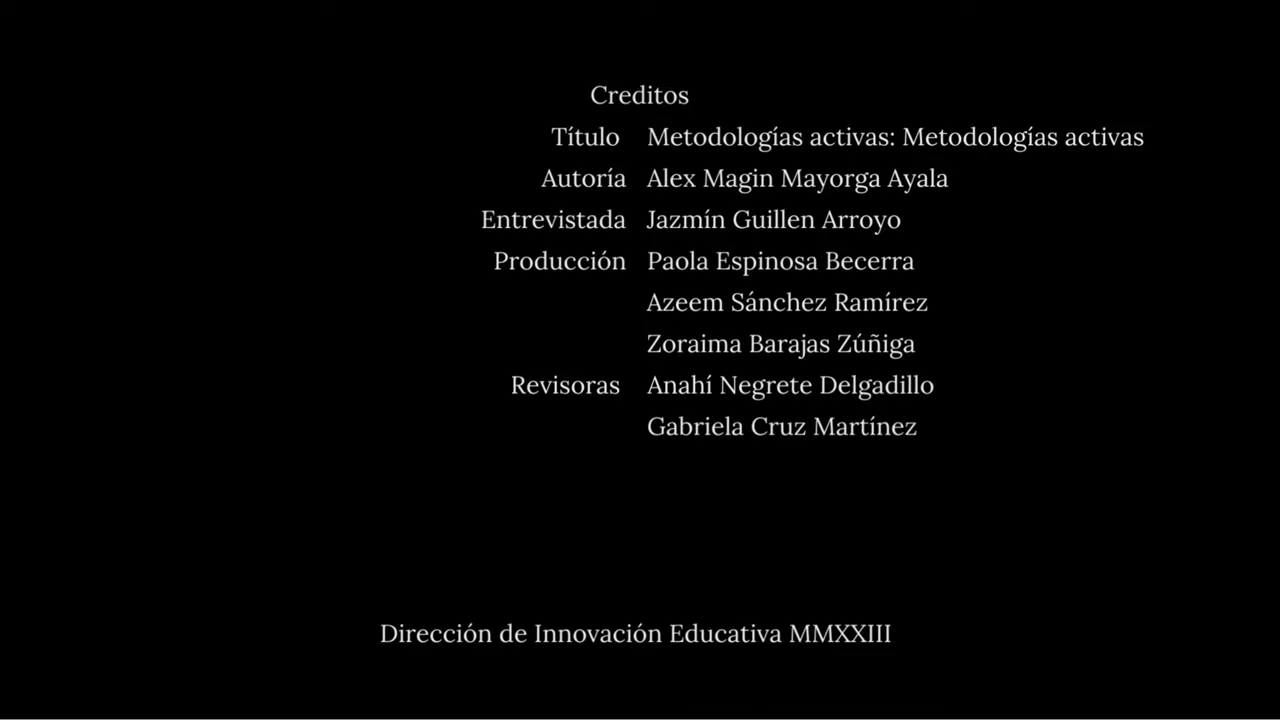 Creditos
Título Metodologías activas: Metodologías activas
Autoría Alex Magin Mayorga Ayala
Entrevistada Jazmín Guillen Arroyo
Producción Paola Espinosa Becerra
Azeem Sánchez Ramírez
Zoraima Barajas Zúñiga
Revisoras Anahí Negrete Delgadillo
Gabriela Cruz Martínez
Dirección de Innovación Educativa MMXXIII